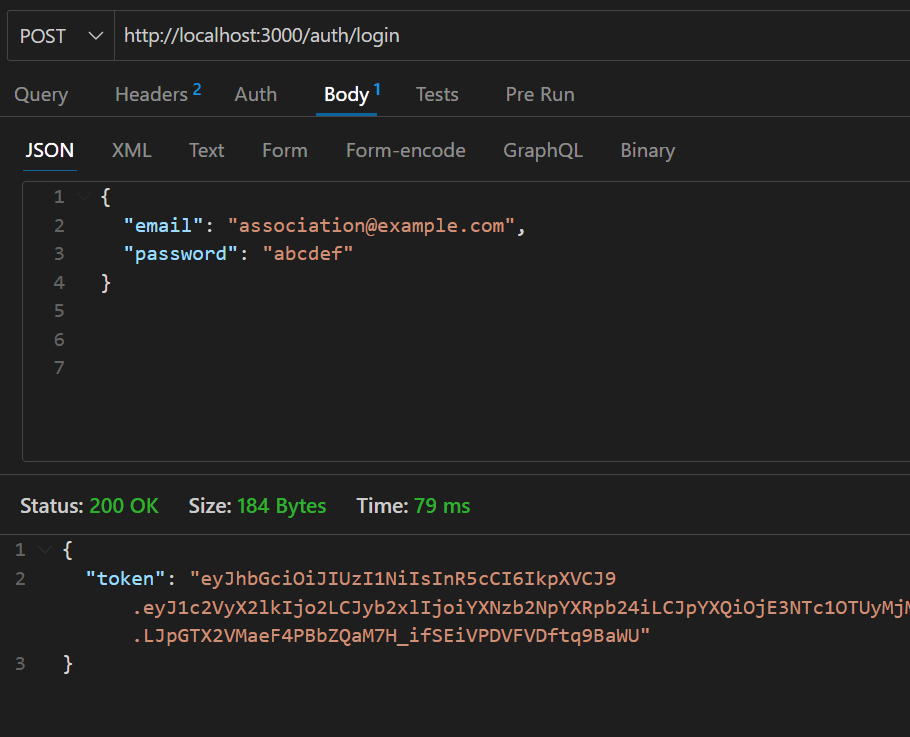 POST http://localhost:3000/auth/login
Query Headers 2 Auth Body 1 Tests Pre Run
JSON XML Text Form Form-encode GraphQL Binary
1 {
2 "email": "association@example.com",
3 "password": "abcdef"
4 }
5
6
7
Status: 200 OK Size: 184 Bytes Time: 79 ms
1 {
2 "token": "eyJhbGciOiJIUzI1NiIsInR5cCI6IkpXVCJ9
.eyJ1c2VyX2lkIjo2LCJyb2xlIjoiYXNzb2NpYXRpb24iLCJpYXQiOjE3NTc1OTUyMjM
.LJpGTX2VMaeF4PBbZQaM7H_ifSEiVPDVFVDftq9BaWU"
3 }